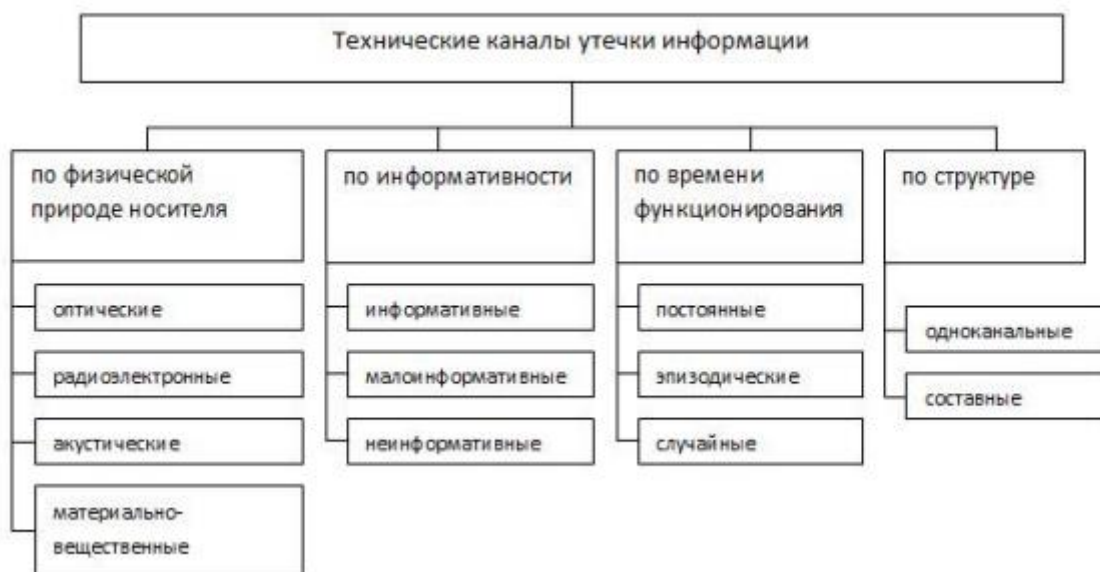 Технические каналы утечки информации
по физической
природе носителя
оптические
радиоэлектронные
акустические
материально-
вещественные
по информативности
информативные
малоинформативные
неинформативные
по времени
функционирования
постоянные
эпизодические
случайные
по структуре
одноканальные
составные